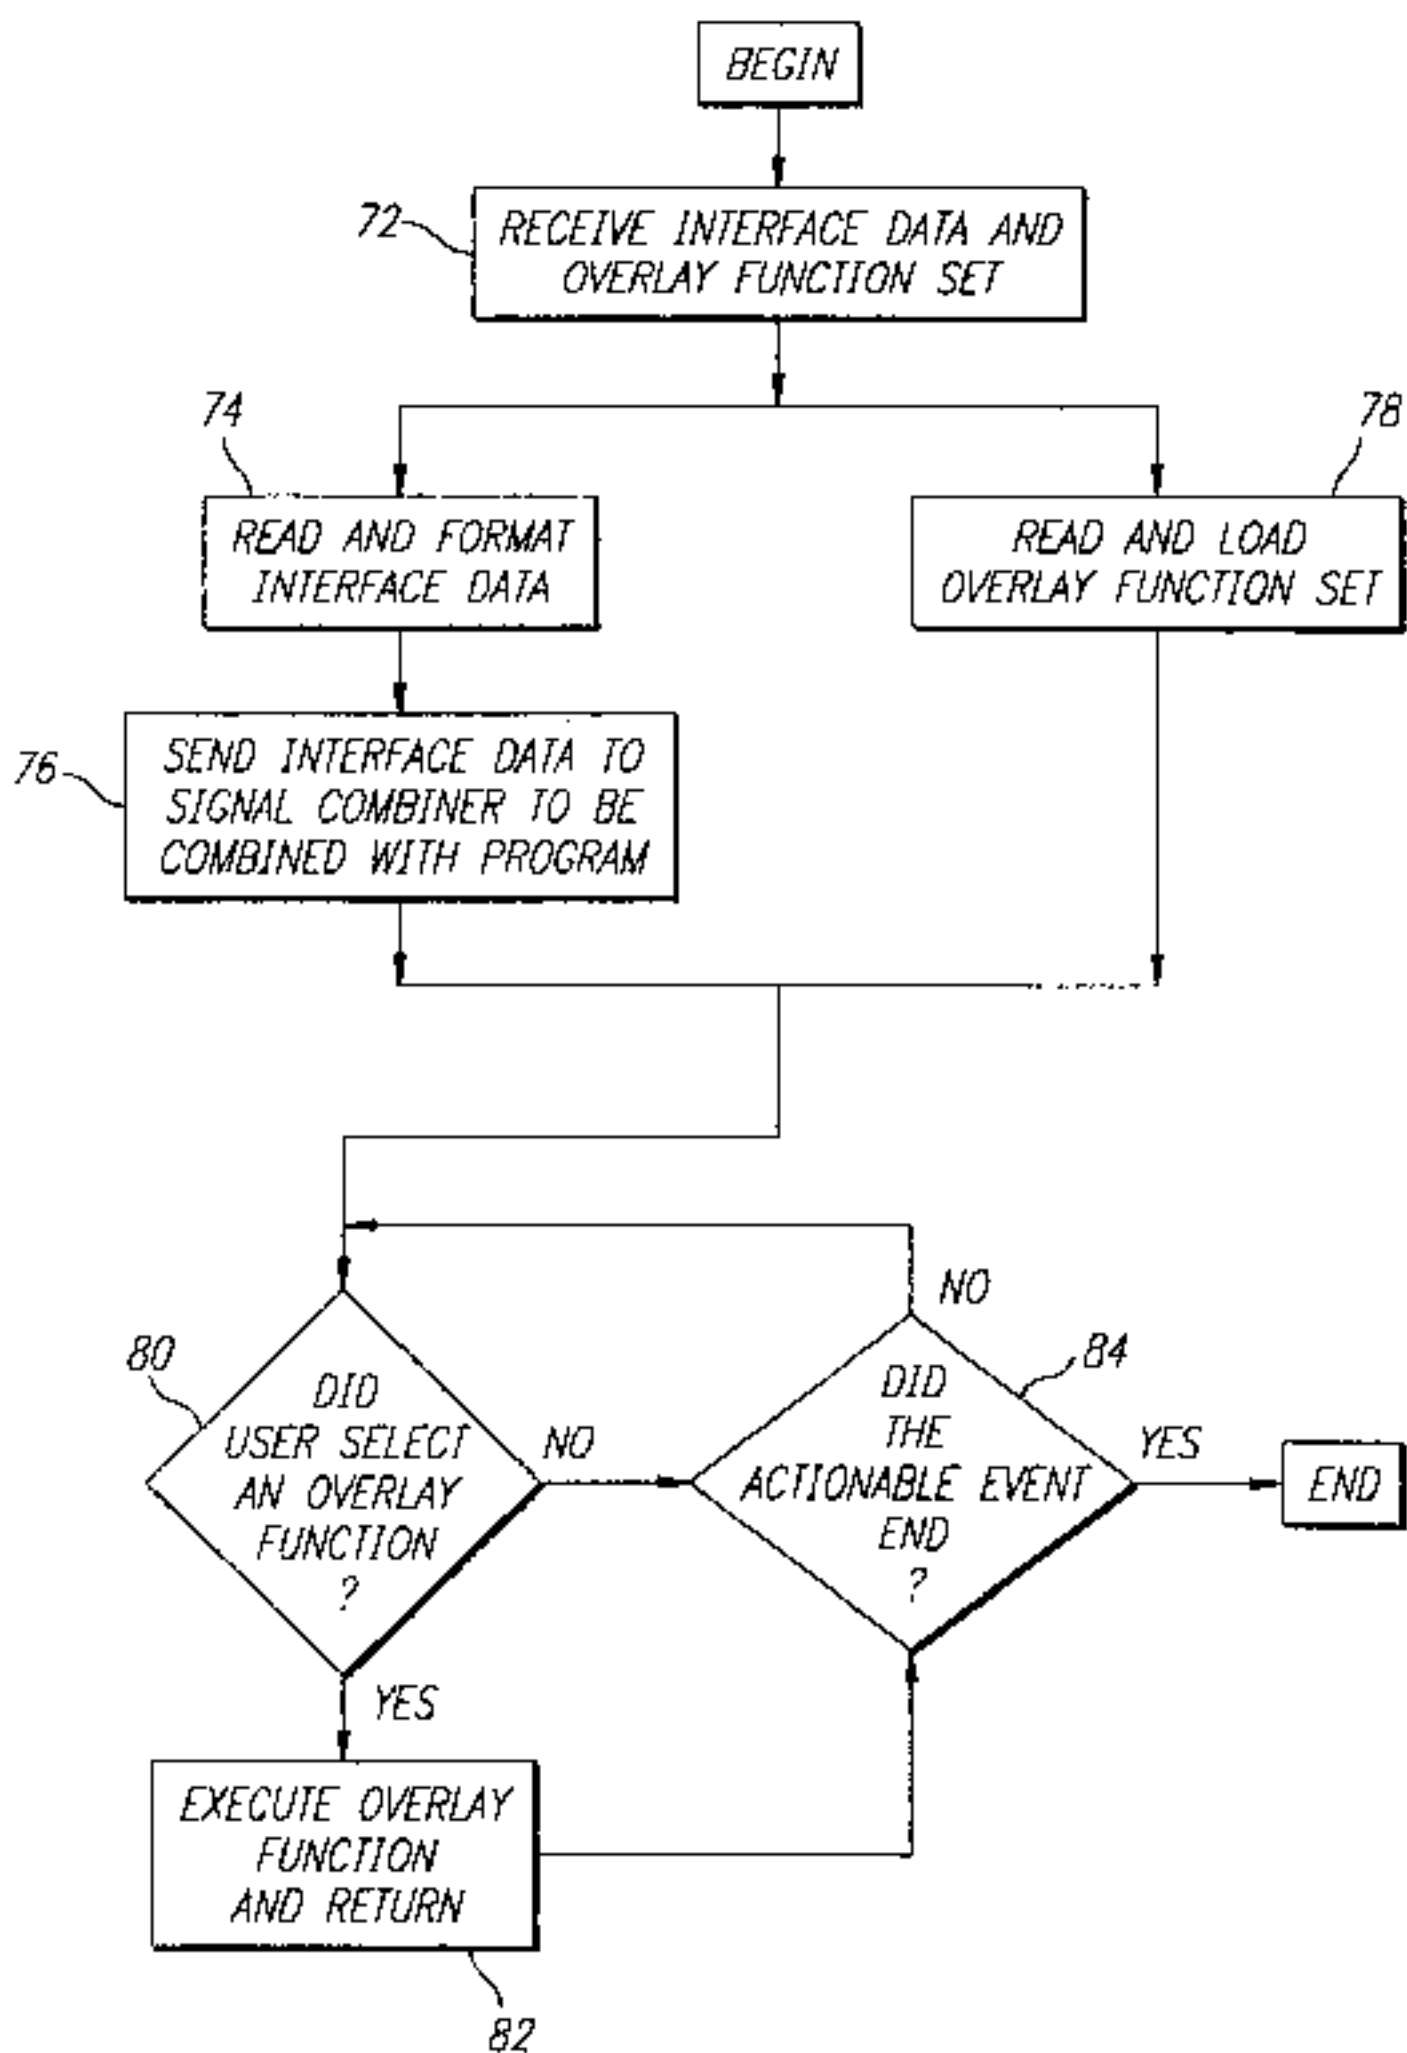 BEGIN
72
RECEIVE INTERFACE DATA AND
OVERLAY FUNCTION SET
74
78
READ AND FORMAT
INTERFACE DATA
READ AND LOAD
OVERLAY FUNCTION SET
76
SEND INTERFACE DATA TO
SIGNAL COMBINER TO BE
COMBINED WITH PROGRAM
80
DID
USER SELECT
AN OVERLAY
FUNCTION
?
NO
YES
NO
84
DID
THE
ACTIONABLE EVENT
END
?
YES
END
EXECUTE OVERLAY
FUNCTION
AND RETURN
82